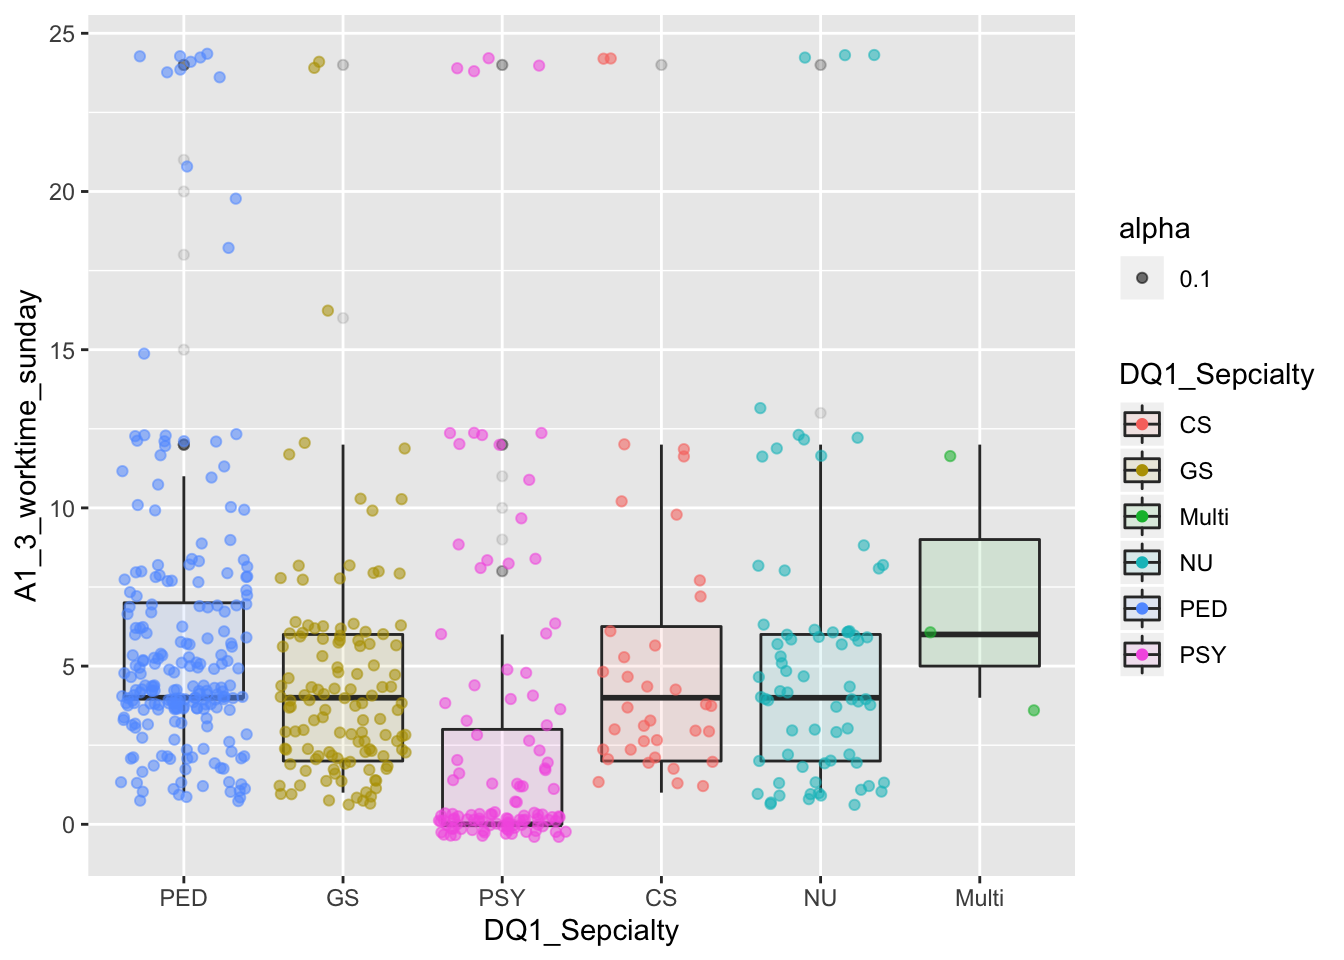 25
20
15
10
5
0
A1_3_worktime_sunday
PED GS PSY CS NU Multi
DQ1_Sepcialty
alpha
0.1
DQ1_Sepcialty
CS
GS
Multi
NU
PED
PSY